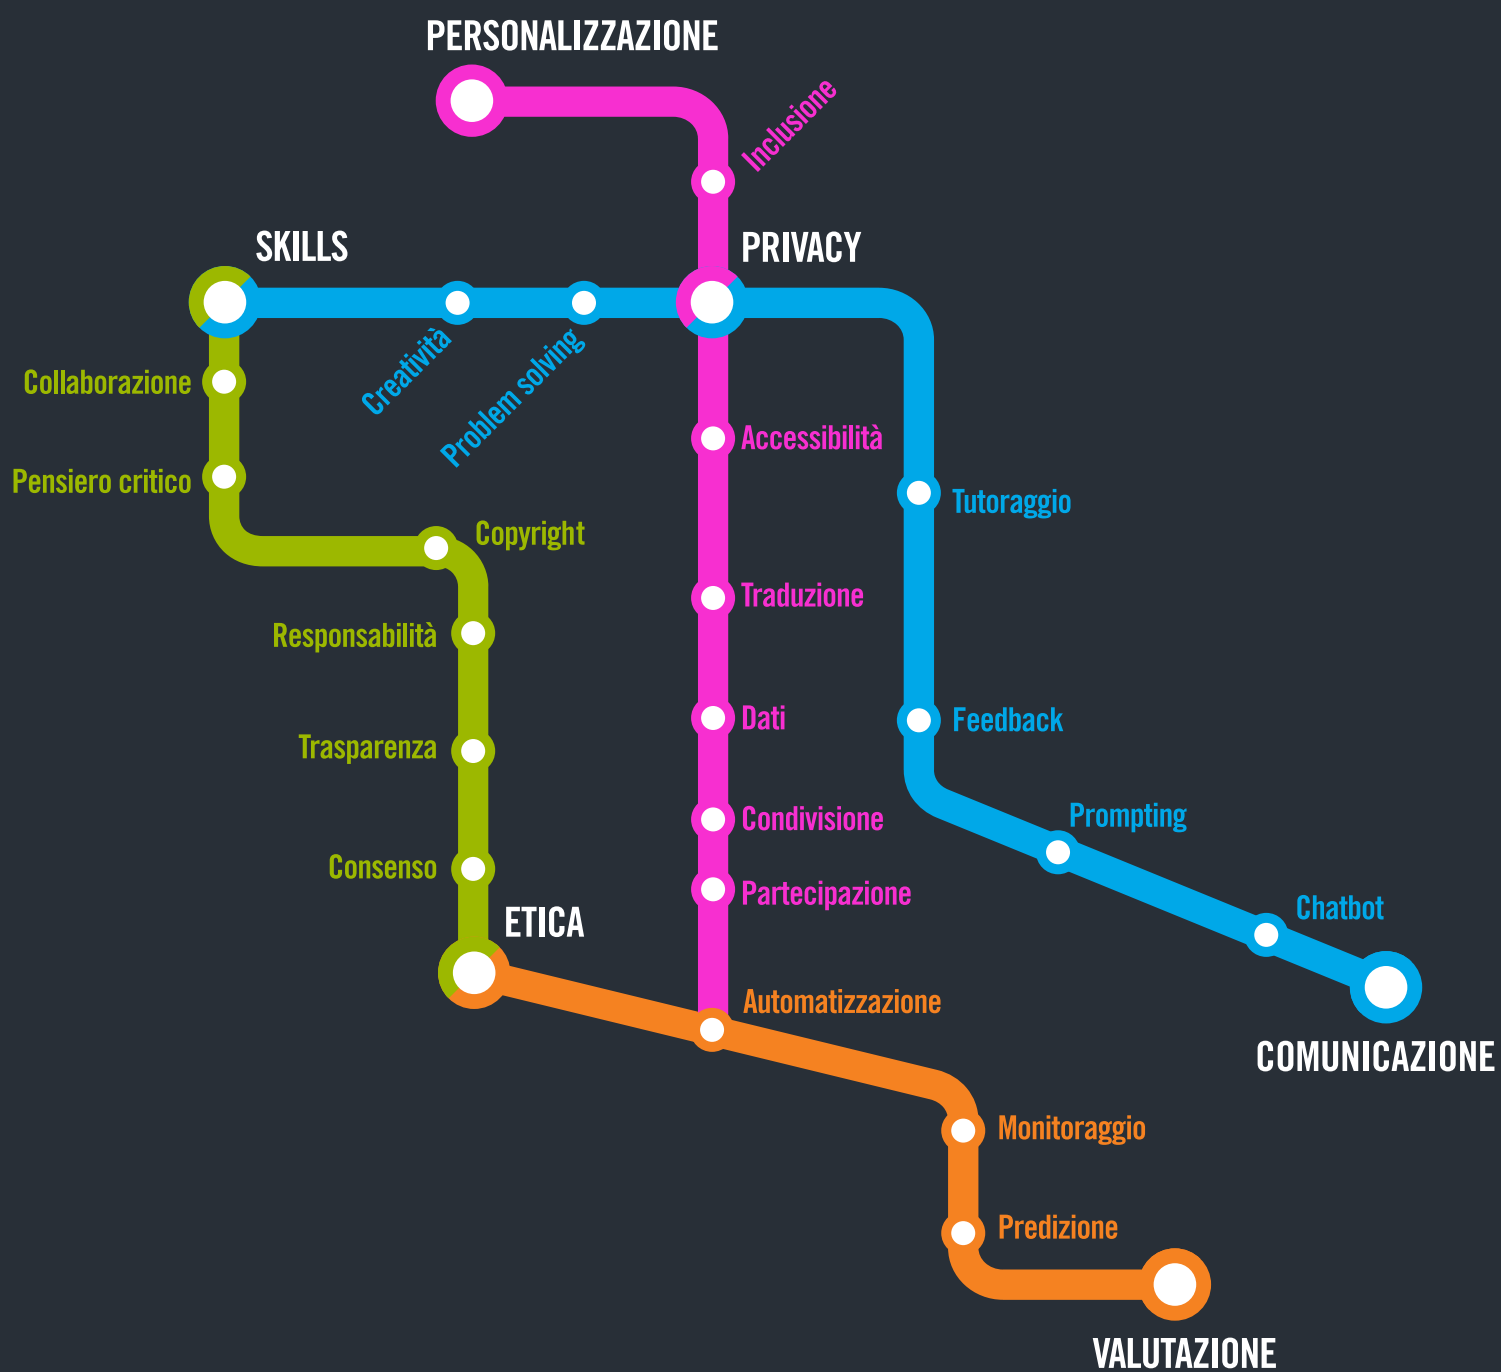 PERSONALIZZAZIONE
Inclusione
SKILLS
PRIVACY
Creatività
Problem solving
Collaborazione
Accessibilità
Pensiero critico
Tutoraggio
Copyright
Traduzione
Responsabilità
Dati
Feedback
Trasparenza
Condivisione
Prompting
Consenso
Partecipazione
Chatbot
ETICA
Automatizzazione
COMUNICAZIONE
Monitoraggio
Predizione
VALUTAZIONE